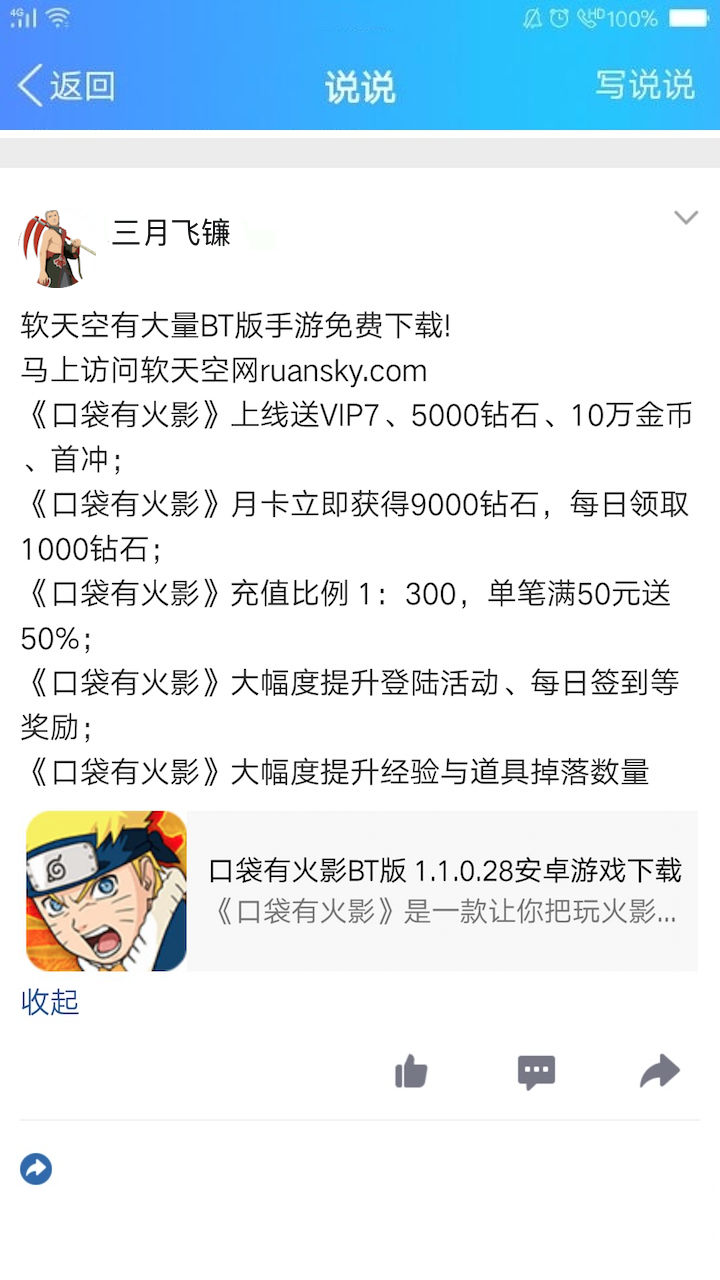 4G
HD 100%
返回
说说
写说说
三月飞镰
软天空有大量BT版手游免费下载!
马上访问软天空网ruansky.com
《口袋有火影》上线送VIP7、5000钻石、10万金币
、首冲；
《口袋有火影》月卡立即获得9000钻石，每日领取
1000钻石；
《口袋有火影》充值比例 1：300，单笔满50元送
50%；
《口袋有火影》大幅度提升登陆活动、每日签到等
奖励；
《口袋有火影》大幅度提升经验与道具掉落数量
口袋有火影BT版 1.1.0.28安卓游戏下载
《口袋有火影》是一款让你把玩火影...
收起